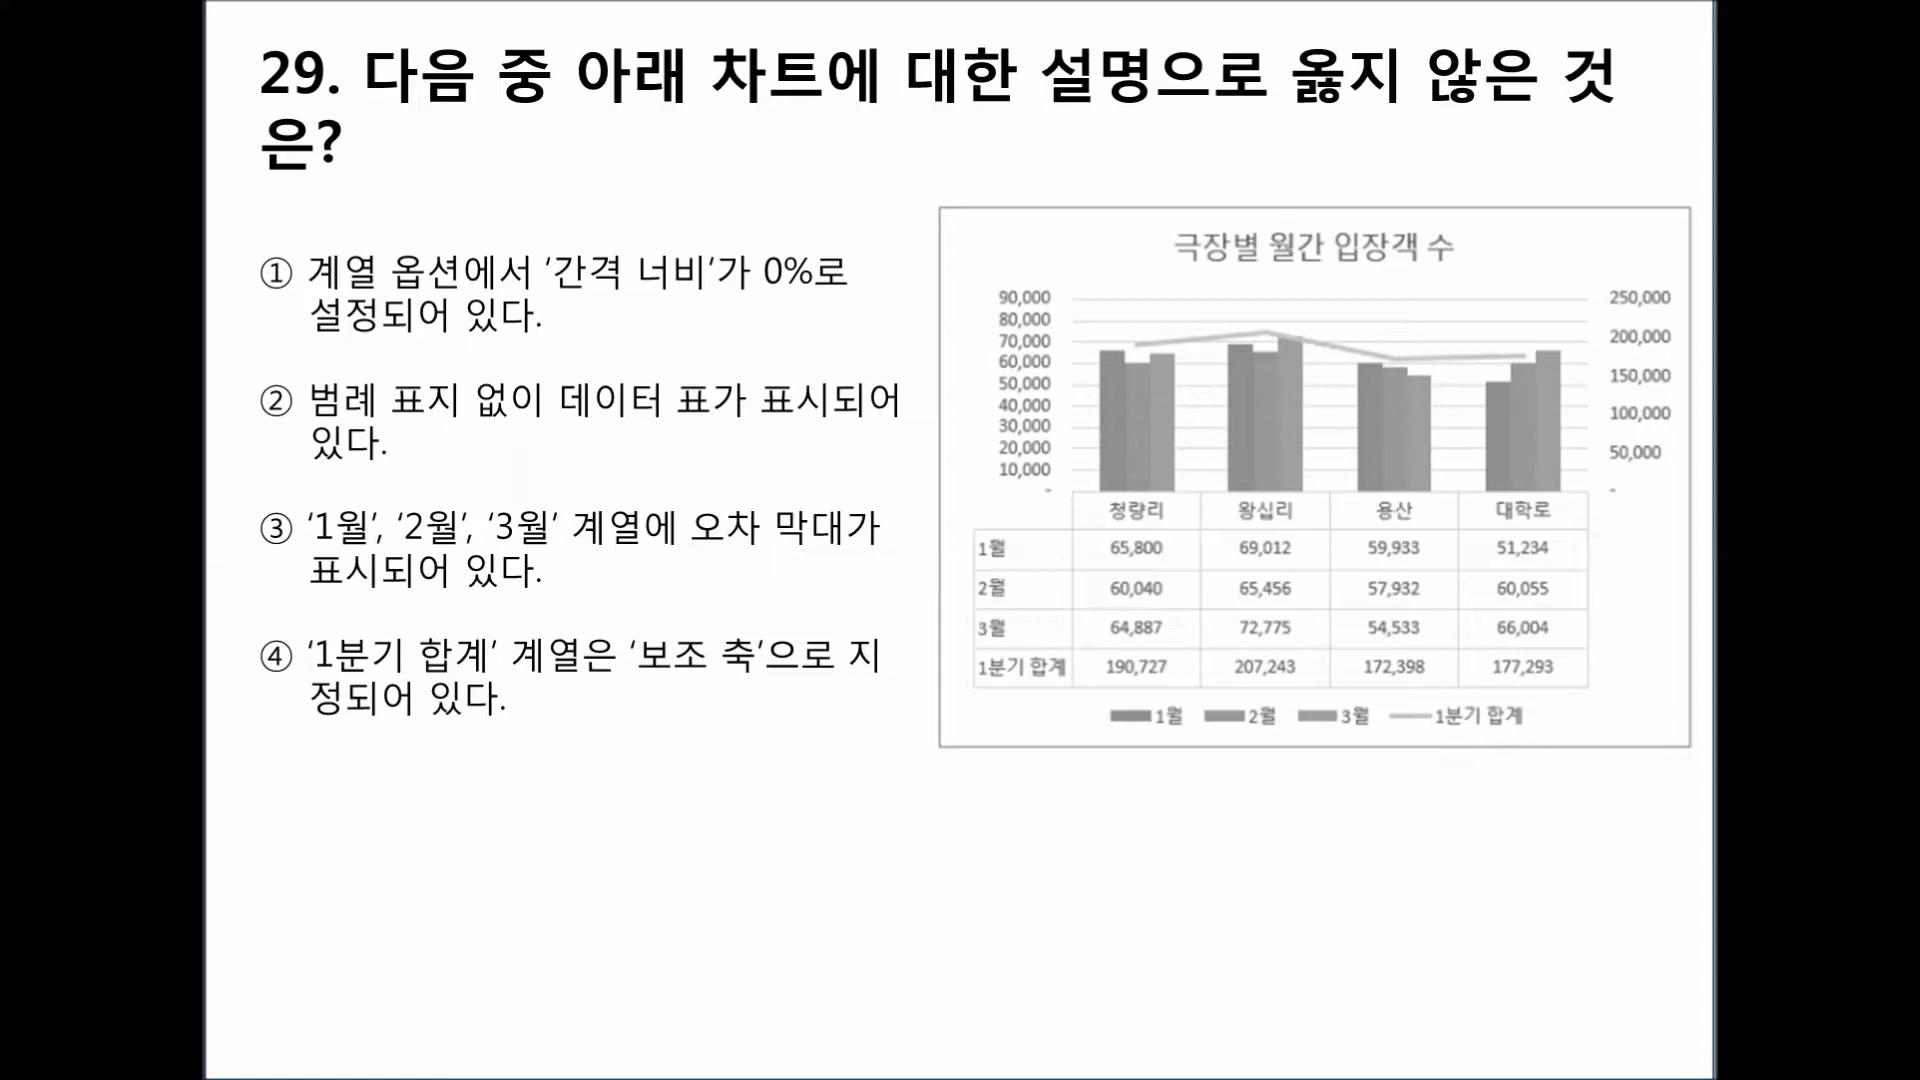 29. 다음 중 아래 차트에 대한 설명으로 옳지 않은 것
은?
① 계열 옵션에서 ‘간격 너비’가 0%로
설정되어 있다.
② 범례 표지 없이 데이터 표가 표시되어
있다.
③ ‘1월’, ‘2월’, ‘3월’ 계열에 오차 막대가
표시되어 있다.
④ ‘1분기 합계’ 계열은 ‘보조 축’으로 지
정되어 있다.
극장별 월간 입장객 수
90,000
80,000
70,000
60,000
50,000
40,000
30,000
20,000
10,000
-
250,000
200,000
150,000
100,000
50,000
-
청량리 왕십리 용산 대학로
1월 65,800 69,012 59,933 51,234
2월 60,040 65,456 57,932 60,055
3월 64,887 72,775 54,533 66,004
1분기 합계 190,727 207,243 172,398 177,293
1월 2월 3월 1분기 합계